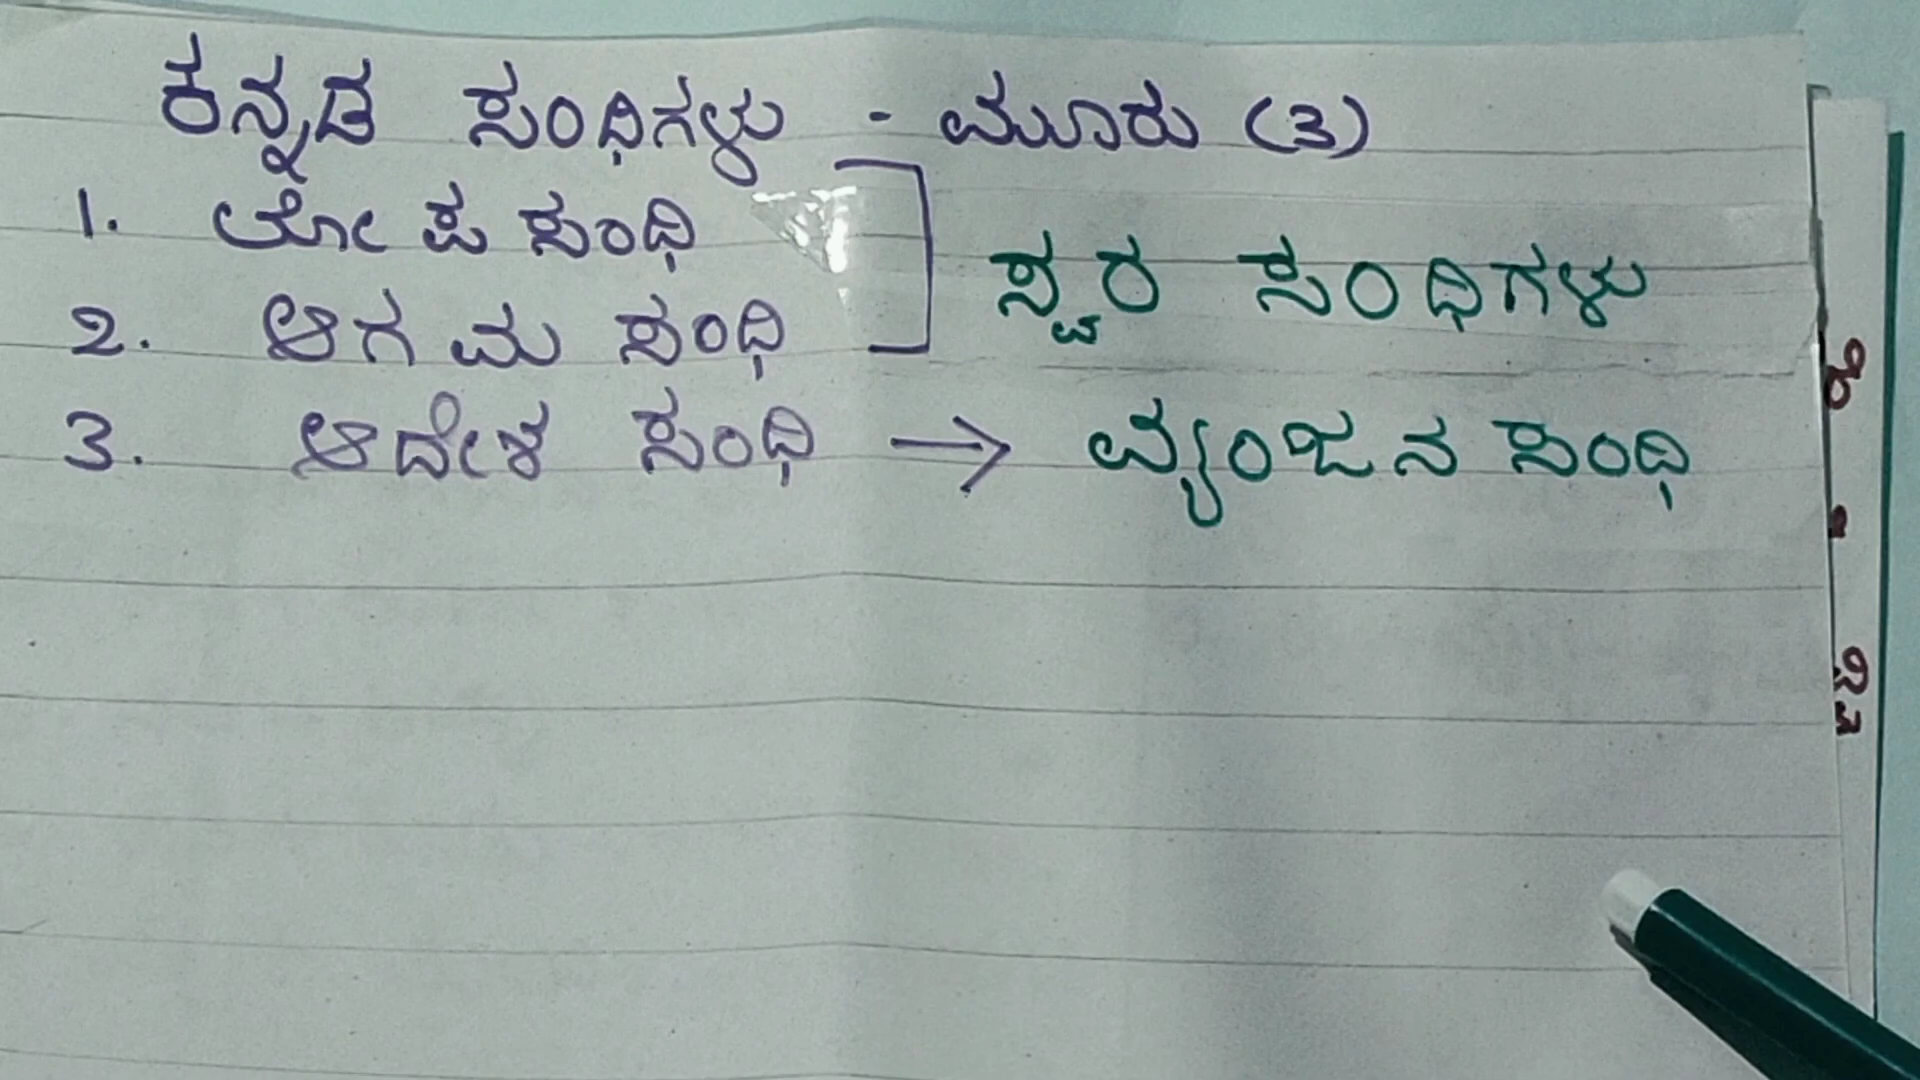 ಕನ್ನಡ ಸಂಧಿಗಳು - ಮೂರು (3)
1. ಲೋಪ ಸಂಧಿ
2. ಆಗಮ ಸಂಧಿ
ಸ್ವರ ಸಂಧಿಗಳು
3. ಆದೇಶ ಸಂಧಿ → ವ್ಯಂಜನ ಸಂಧಿ